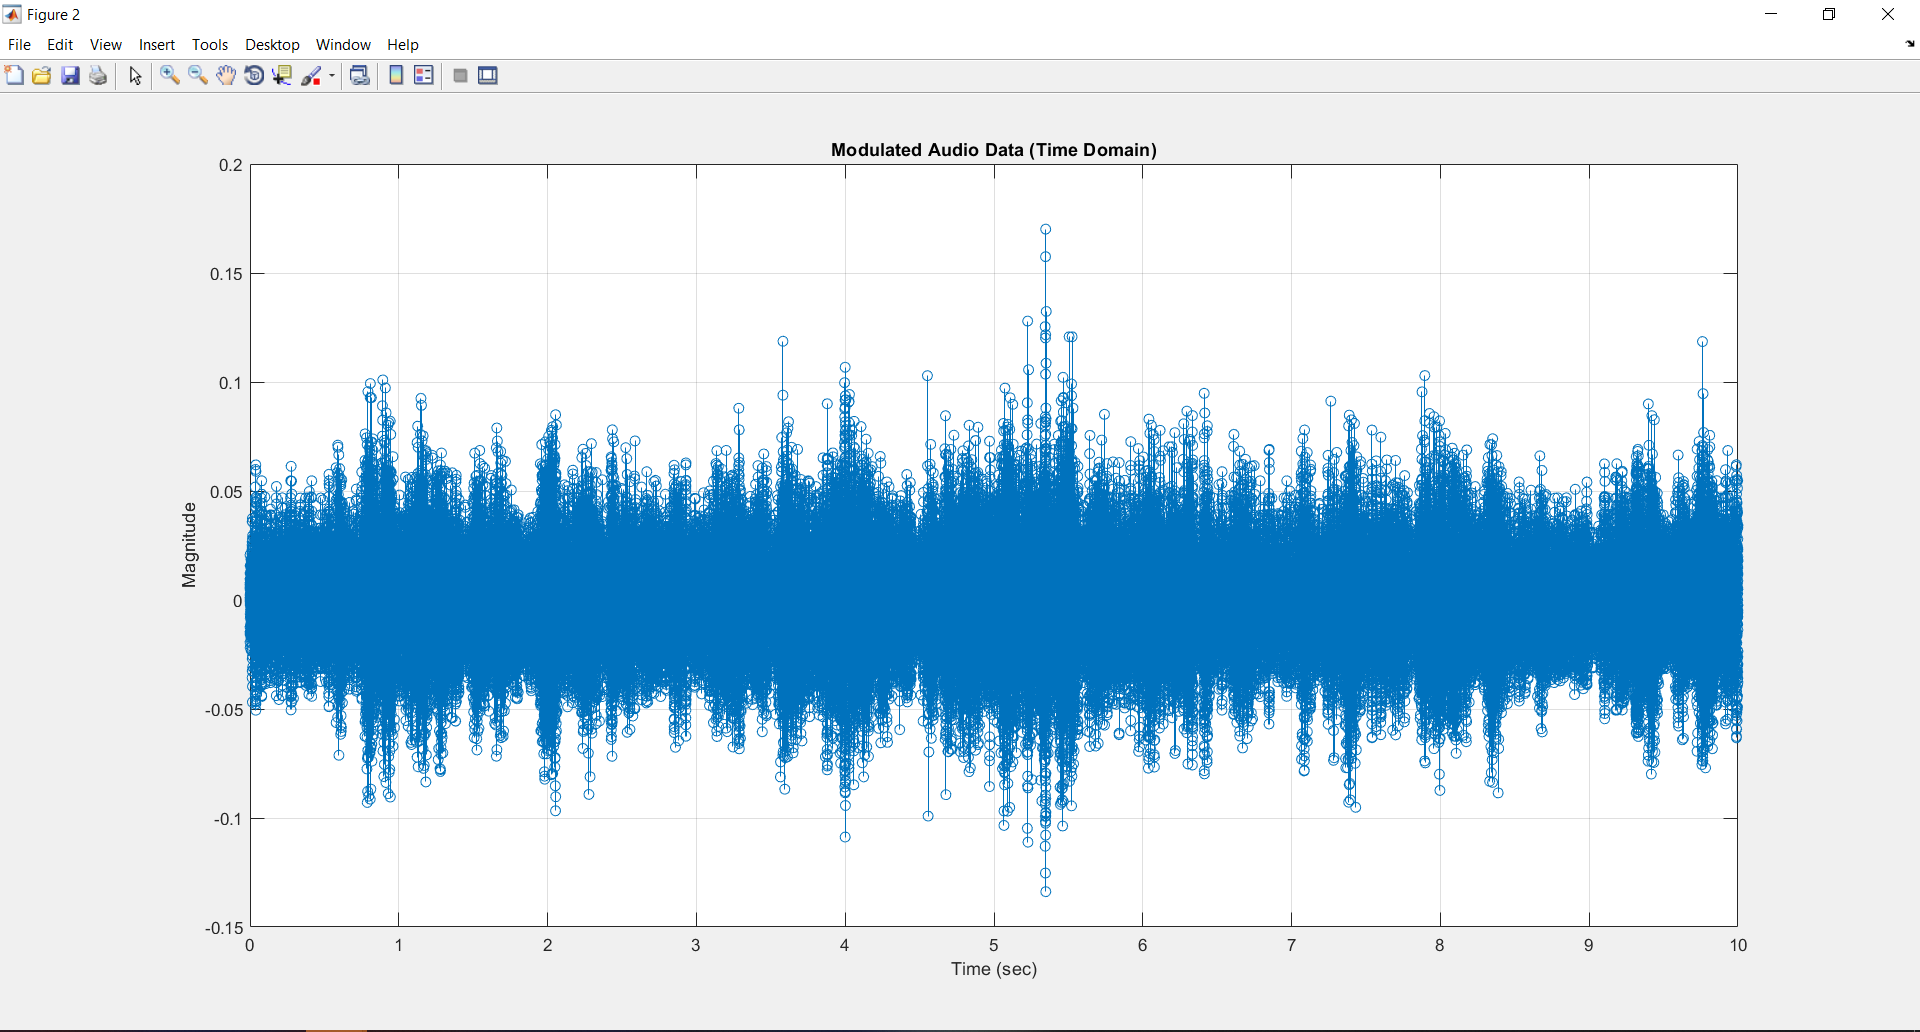 Figure 2
File Edit View Insert Tools Desktop Window Help
Modulated Audio Data (Time Domain)
0.2
0.15
0.1
0.05
0
-0.05
-0.1
-0.15
Magnitude
0 1 2 3 4 5 6 7 8 9 10
Time (sec)